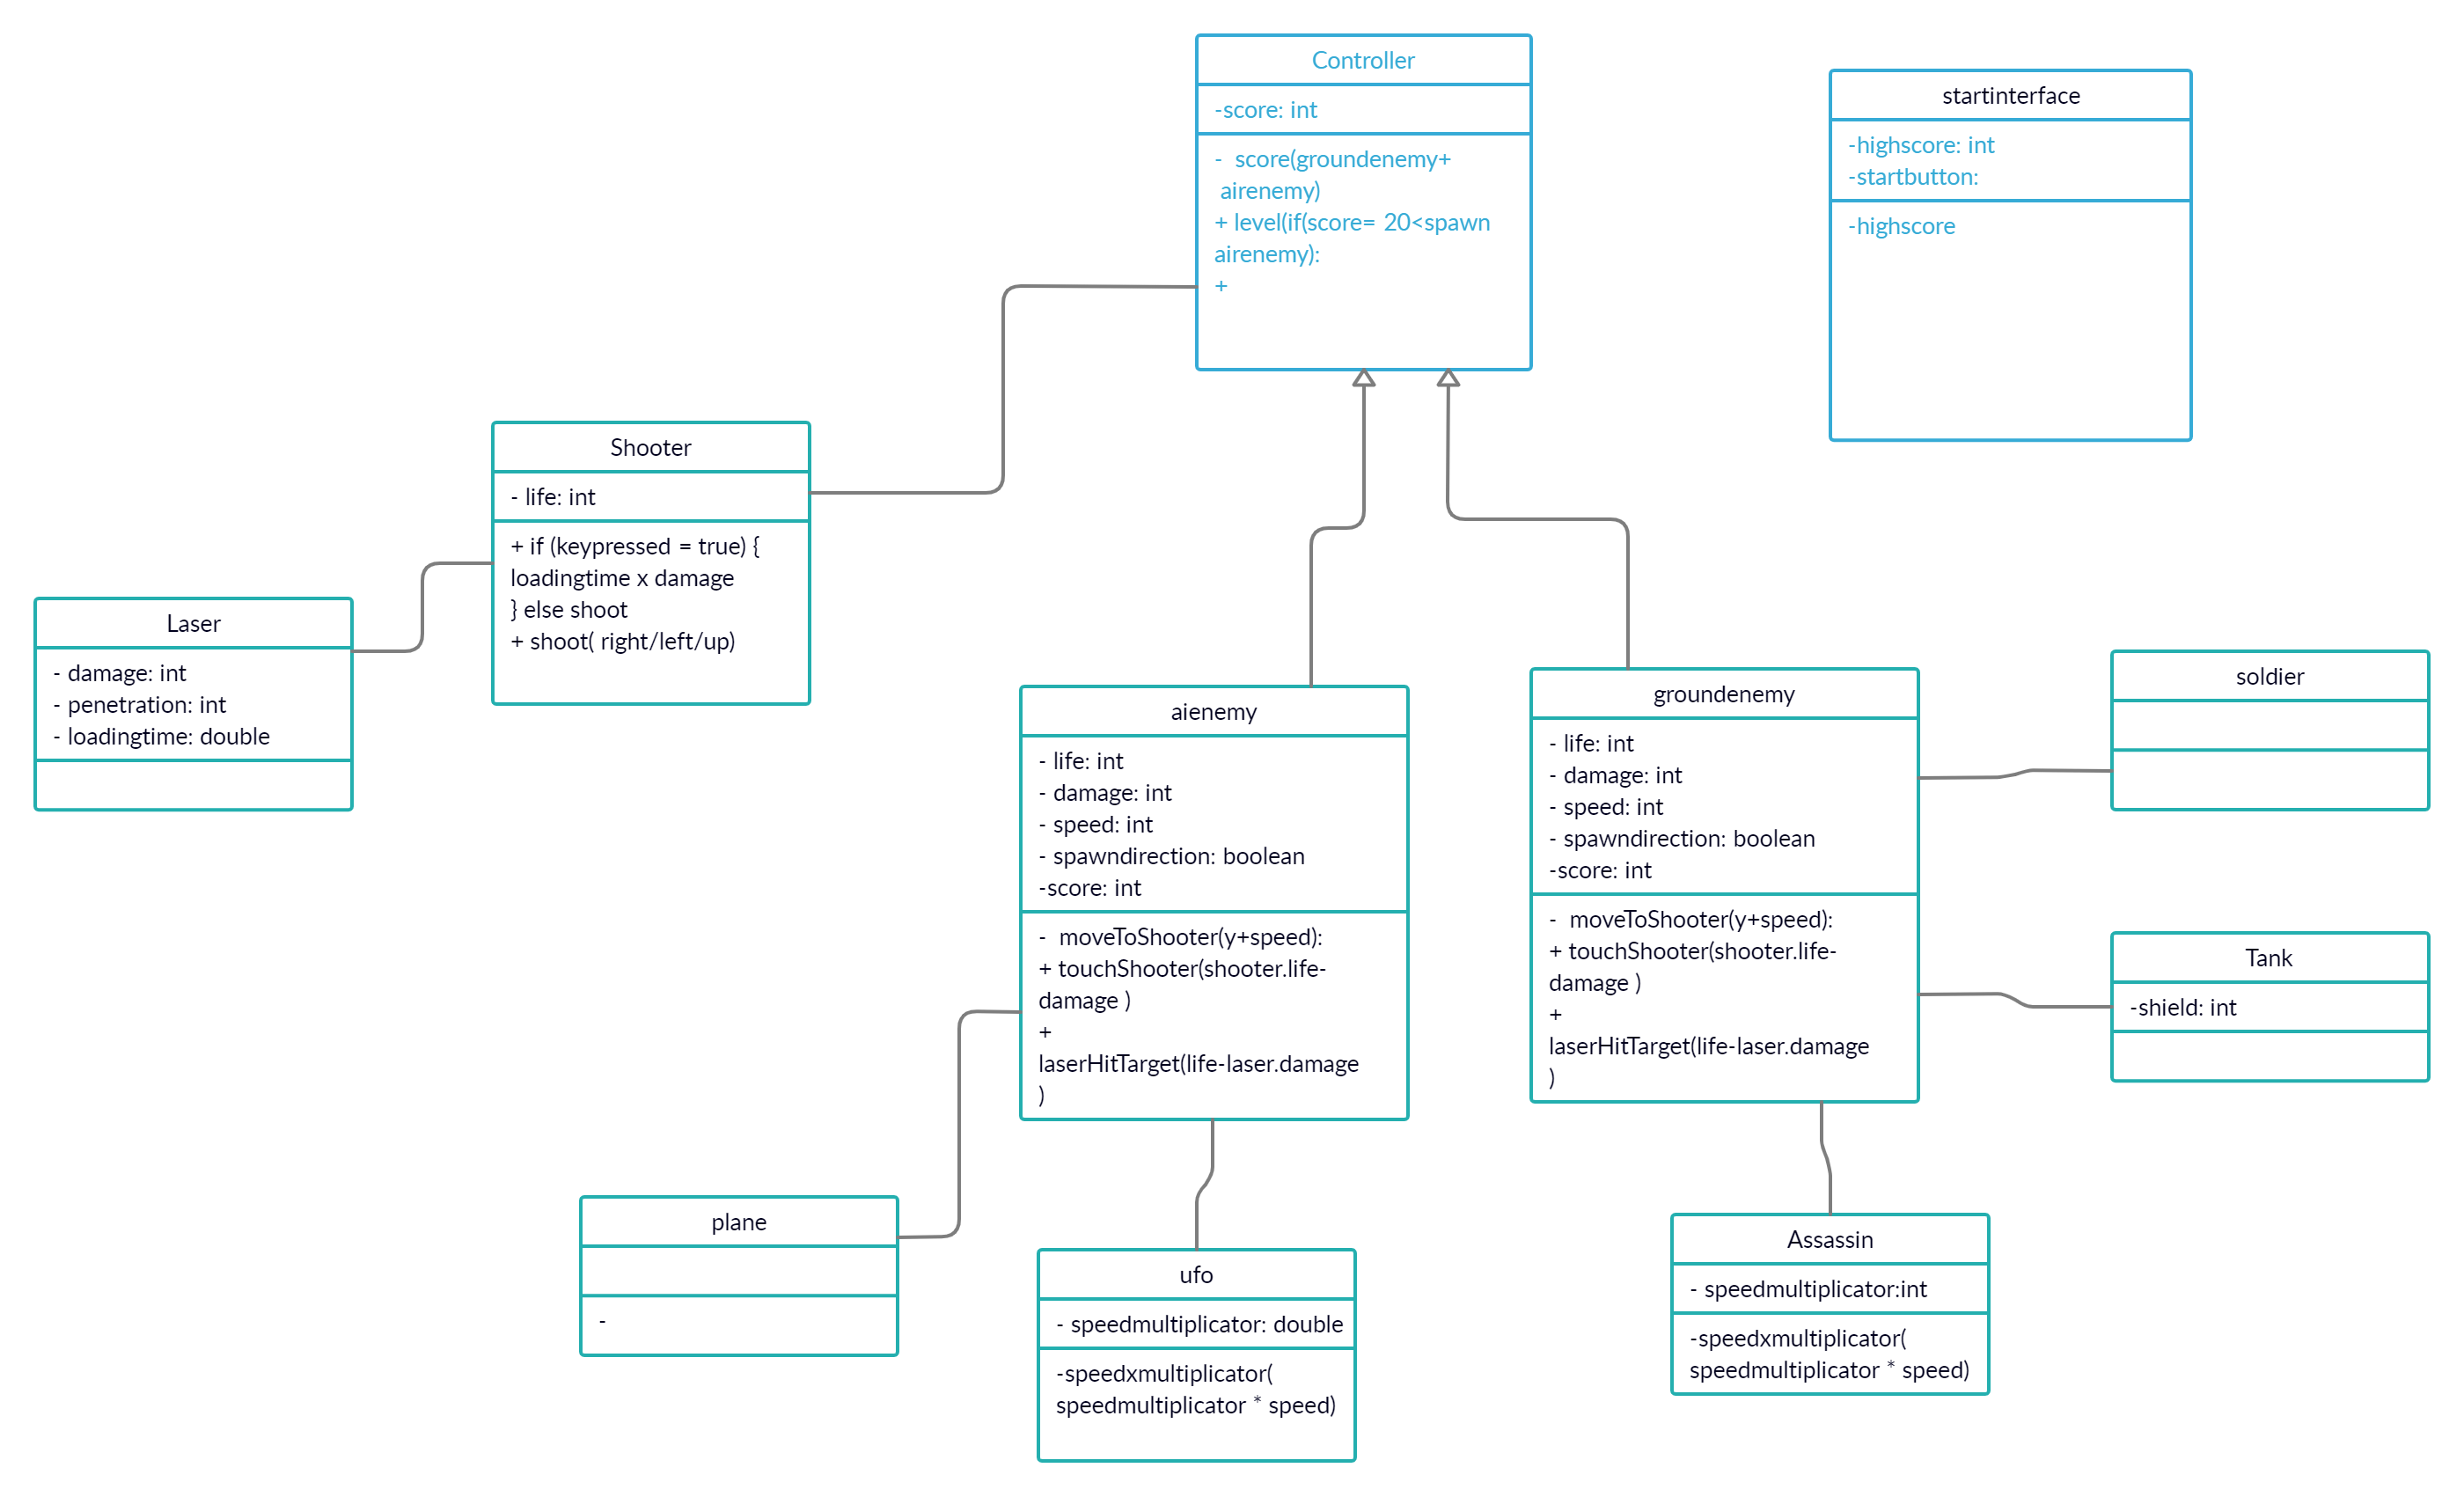 Controller
-score: int
-  score(groundenemy+
airenemy)
+ level(if(score= 20<spawn
airenemy):
+
startinterface
-highscore: int
-startbutton:
-highscore
Shooter
- life: int
+ if (keypressed = true) {
loadingtime x damage
} else shoot
+ shoot( right/left/up)
Laser
- damage: int
- penetration: int
- loadingtime: double
aienemy
- life: int
- damage: int
- speed: int
- spawndirection: boolean
-score: int
-  moveToShooter(y+speed):
+ touchShooter(shooter.life-
damage )
+
laserHitTarget(life-laser.damage
)
groundenemy
- life: int
- damage: int
- speed: int
- spawndirection: boolean
-score: int
-  moveToShooter(y+speed):
+ touchShooter(shooter.life-
damage )
+
laserHitTarget(life-laser.damage
)
soldier
Tank
-shield: int
plane
-
ufo
- speedmultiplicator: double
-speedxmultiplicator(
speedmultiplicator * speed)
Assassin
- speedmultiplicator:int
-speedxmultiplicator(
speedmultiplicator * speed)